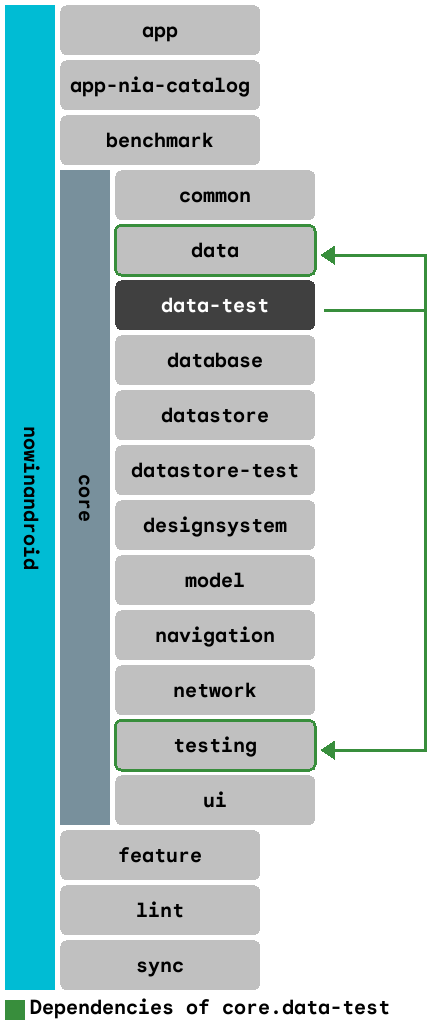 nowinandroid
app
app-nia-catalog
benchmark
core
common
data
data-test
database
datastore
datastore-test
designsystem
model
navigation
network
testing
ui
feature
lint
sync
Dependencies of core.data-test